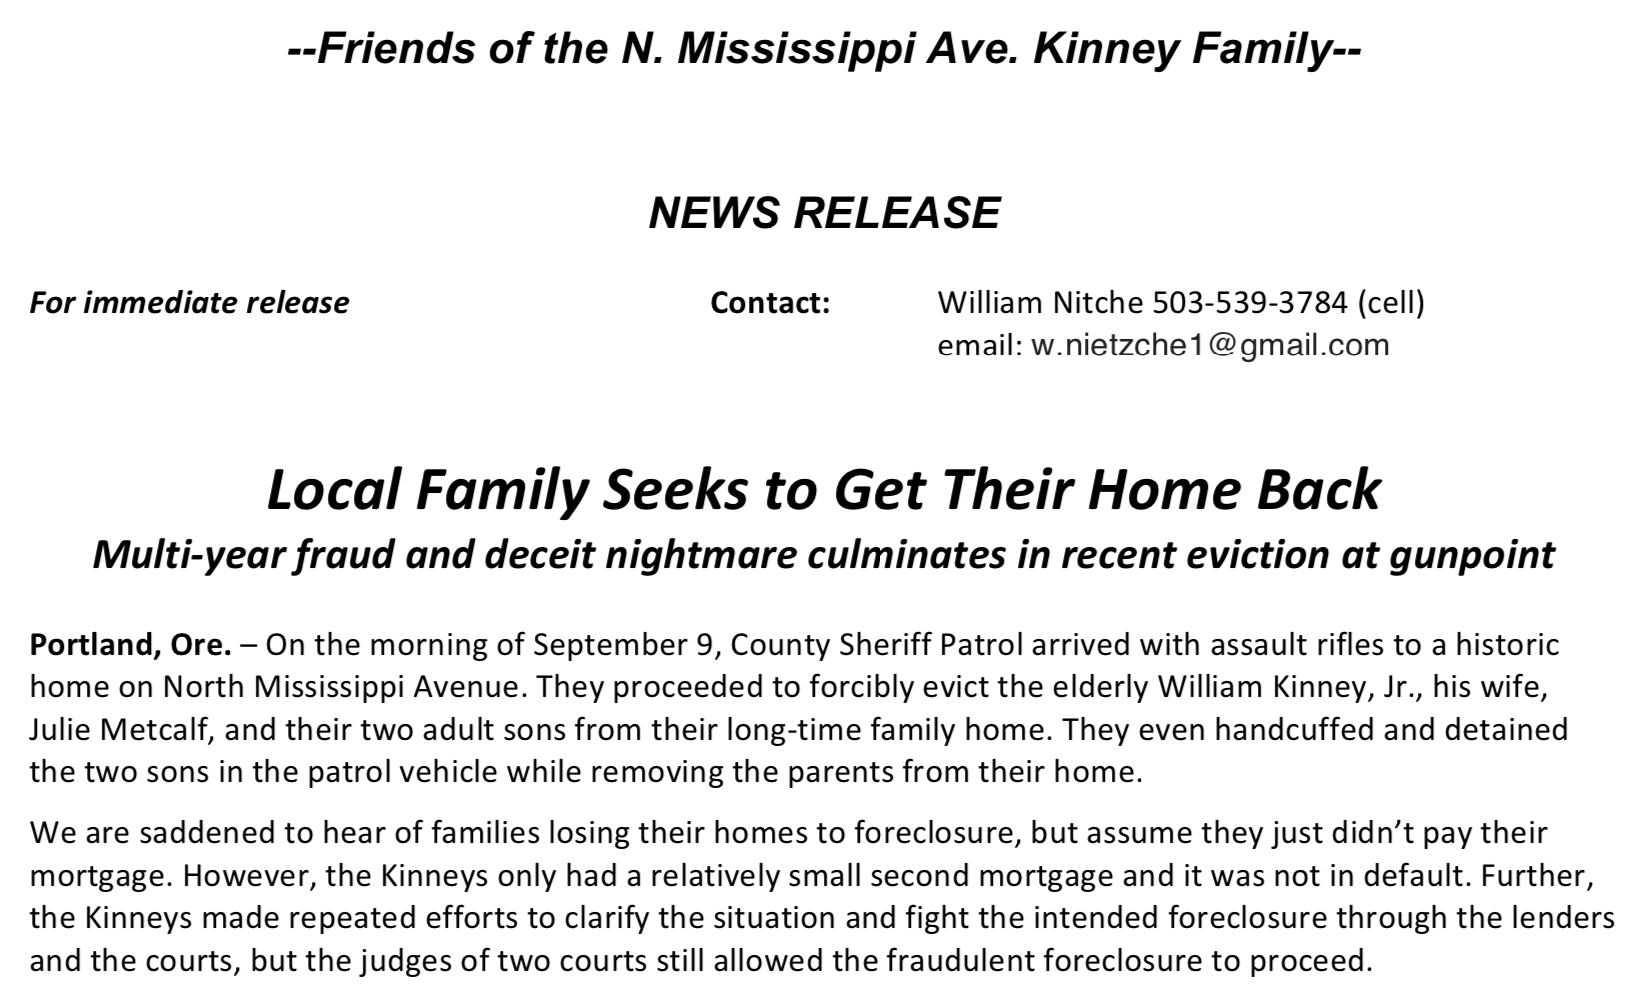 --Friends of the N. Mississippi Ave. Kinney Family--
NEWS RELEASE
For immediate release Contact: William Nitche 503-539-3784 (cell)
email: w.nietzche1@gmail.com
Local Family Seeks to Get Their Home Back
Multi-year fraud and deceit nightmare culminates in recent eviction at gunpoint
Portland, Ore. – On the morning of September 9, County Sheriff Patrol arrived with assault rifles to a historic
home on North Mississippi Avenue. They proceeded to forcibly evict the elderly William Kinney, Jr., his wife,
Julie Metcalf, and their two adult sons from their long-time family home. They even handcuffed and detained
the two sons in the patrol vehicle while removing the parents from their home.
We are saddened to hear of families losing their homes to foreclosure, but assume they just didn’t pay their
mortgage. However, the Kinneys only had a relatively small second mortgage and it was not in default. Further,
the Kinneys made repeated efforts to clarify the situation and fight the intended foreclosure through the lenders
and the courts, but the judges of two courts still allowed the fraudulent foreclosure to proceed.